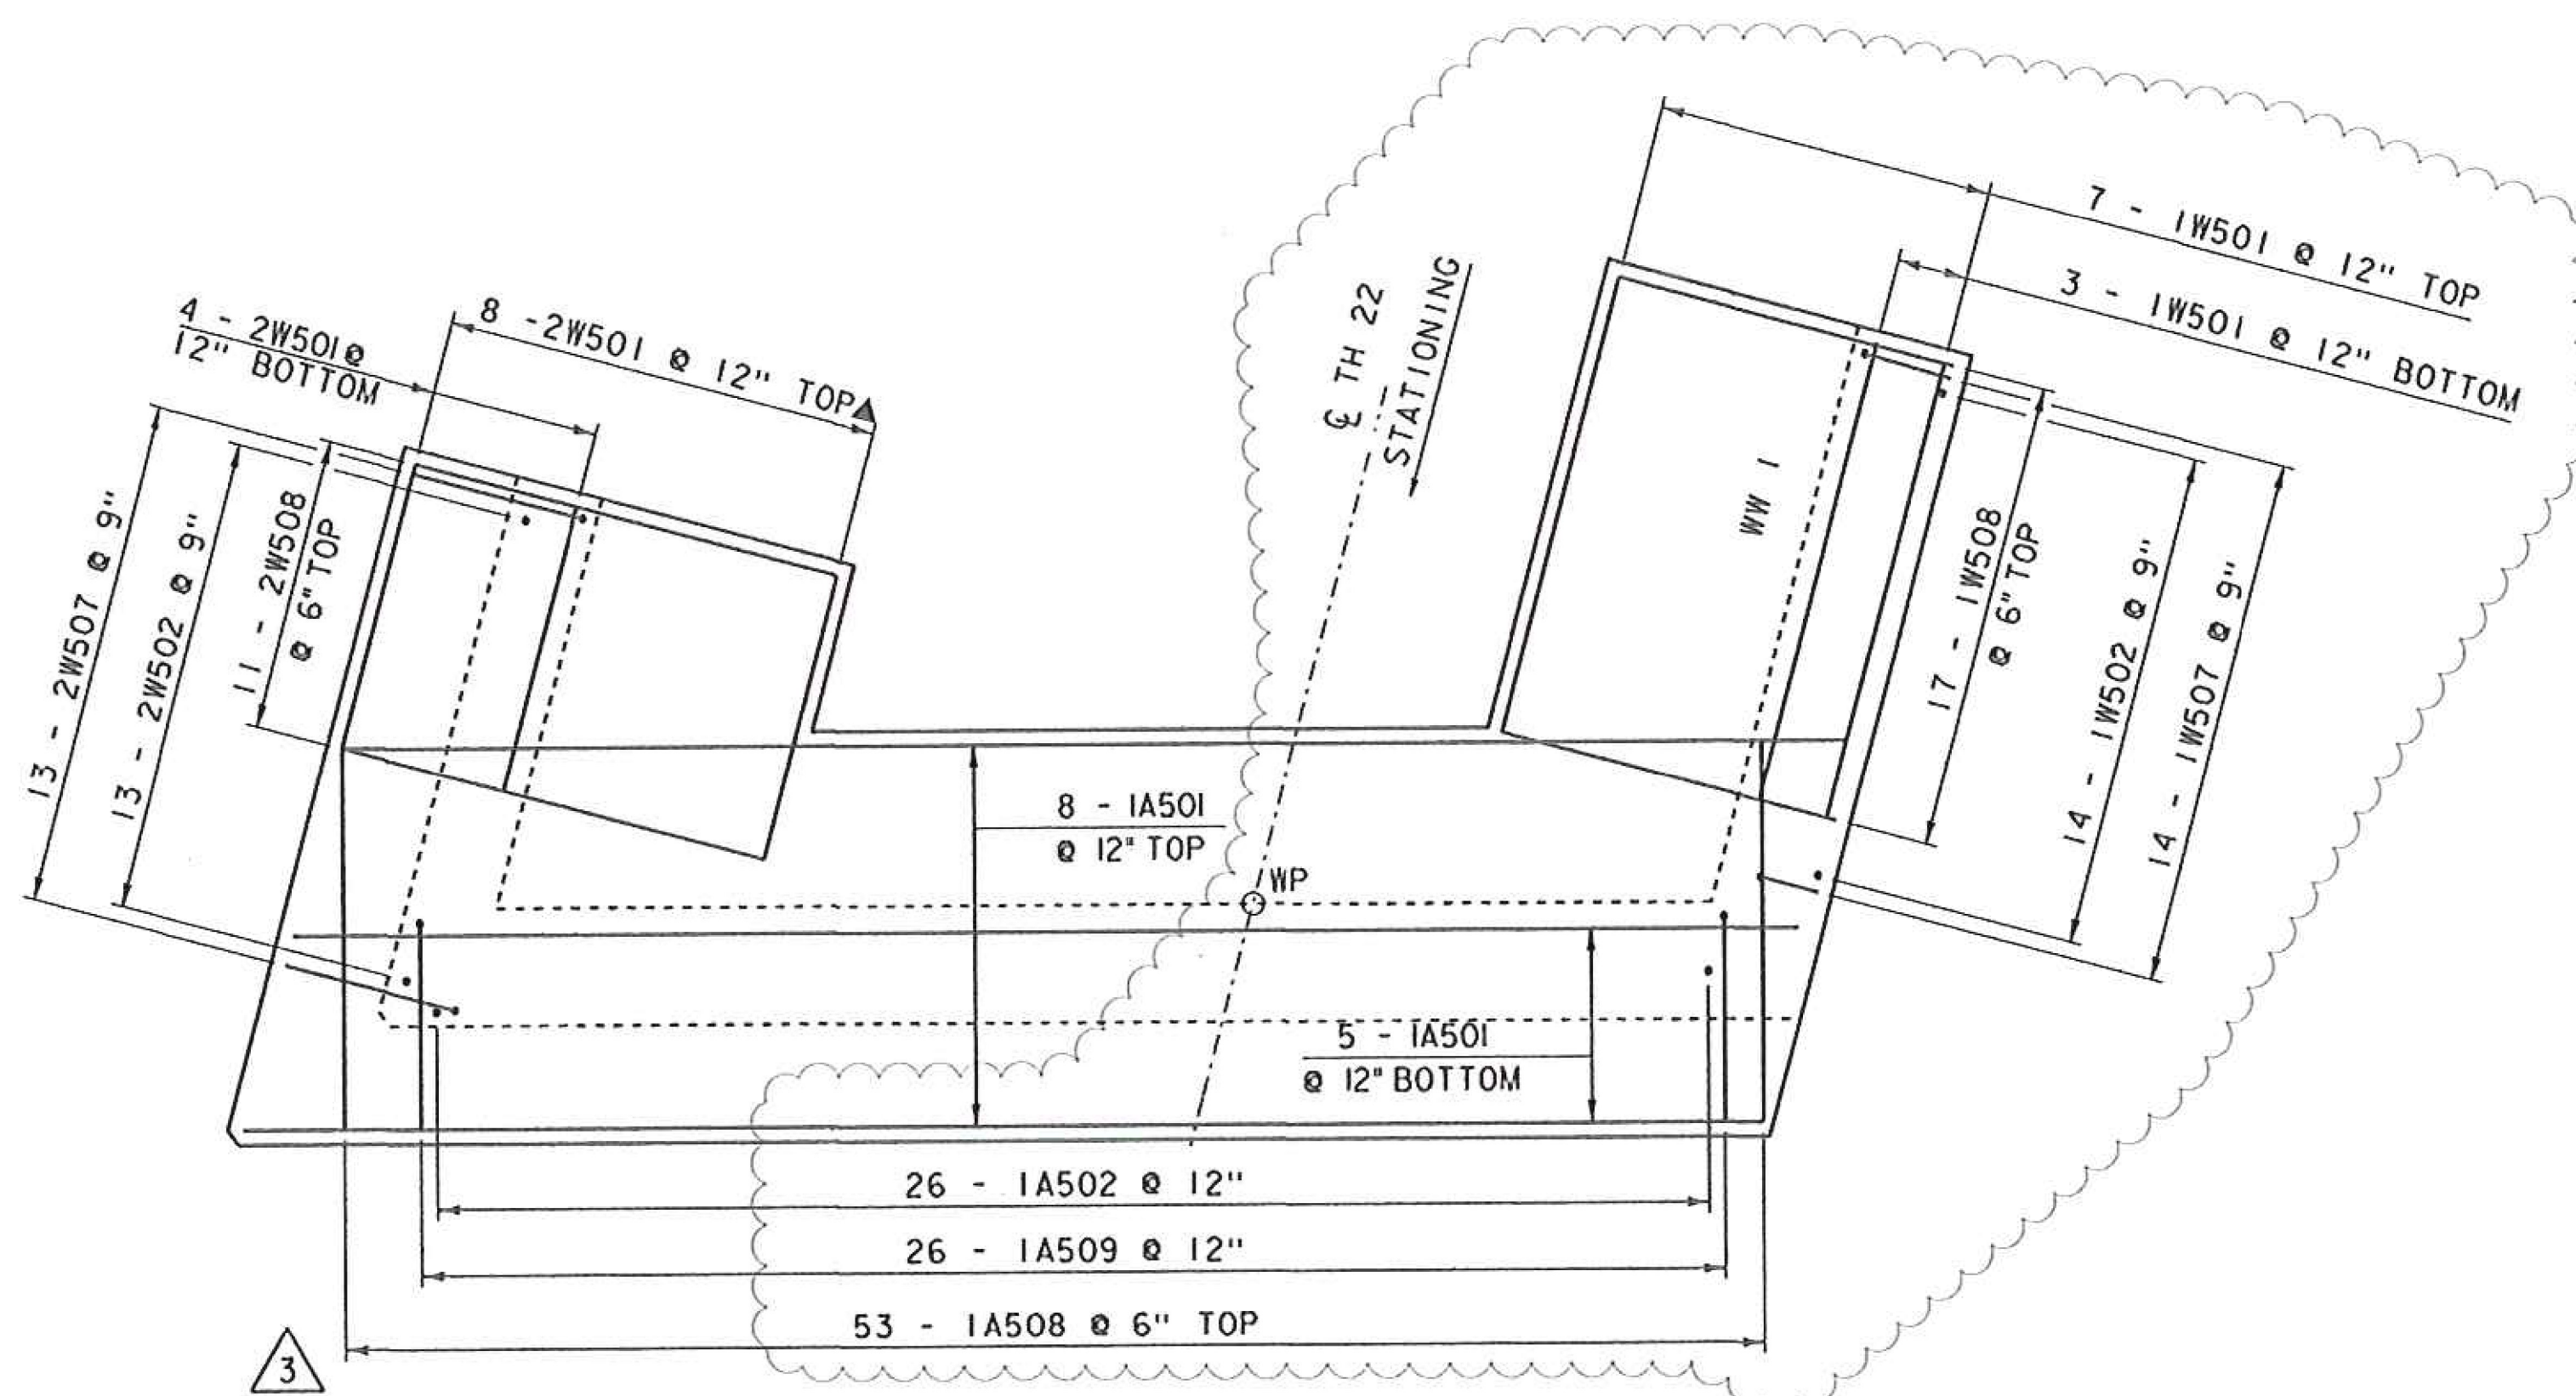 7 - 1W501 @ 12" TOP
3 - 1W501 @ 12" BOTTOM
4 - 2W501@
12" BOTTOM
8 -2W501 @ 12" TOP▲
℄ TH 22
STATIONING
13 - 2W507 @ 9"
13 - 2W502 @ 9"
11 - 2W508
@ 6" TOP
WW 1
17 - 1W508
@ 6" TOP
14 - 1W502 @ 9"
14 - 1W507 @ 9"
8 - 1A501
@ 12" TOP
WP
5 - 1A501
@ 12" BOTTOM
26 - 1A502 @ 12"
26 - 1A509 @ 12"
53 - 1A508 @ 6" TOP
3